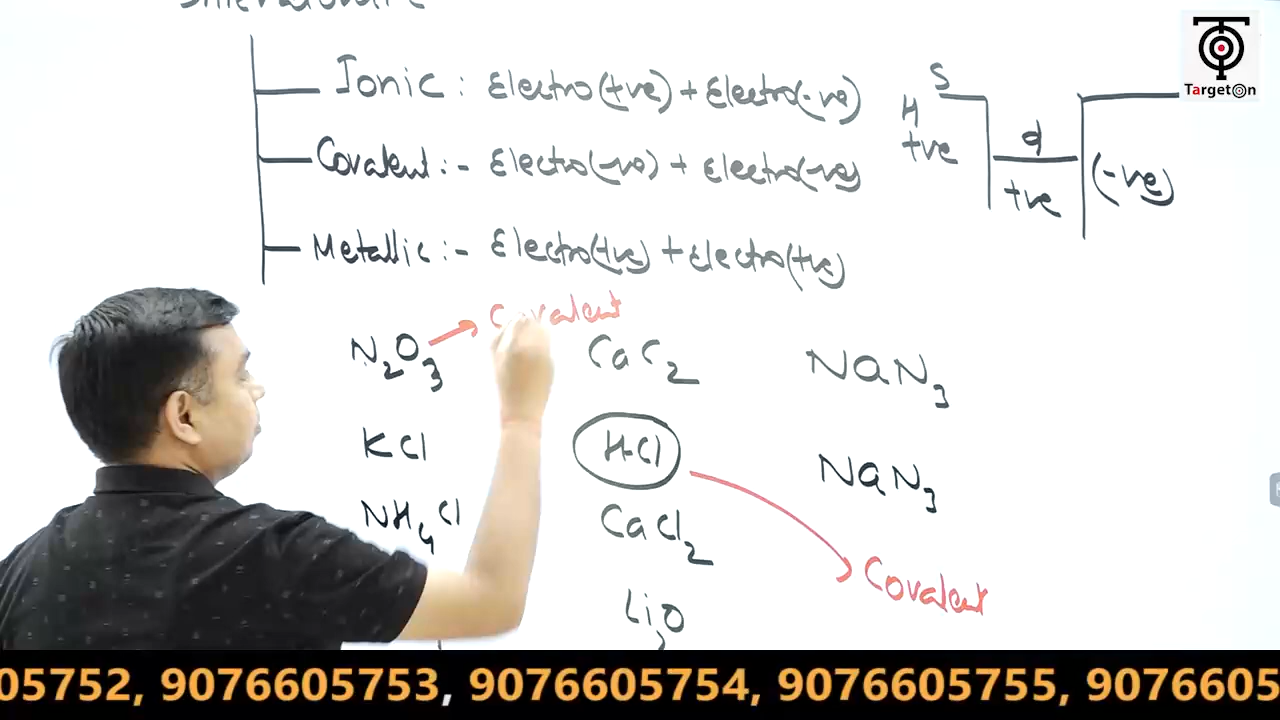 Ionic : Electro(+ve) + Electro(-ve)
Covalent :- Electro(-ve) + Electro(-ve)
Metallic :- Electro(+ve) + Electro(+ve)
S
H
+ve
d
+ve
(-ve)
TargetOn
N2O3
Covalent
CaC2
NaN3
KCl
HCl
NaN3
NH4Cl
CaCl2
Covalent
Li2O
05752, 9076605753, 9076605754, 9076605755, 9076605